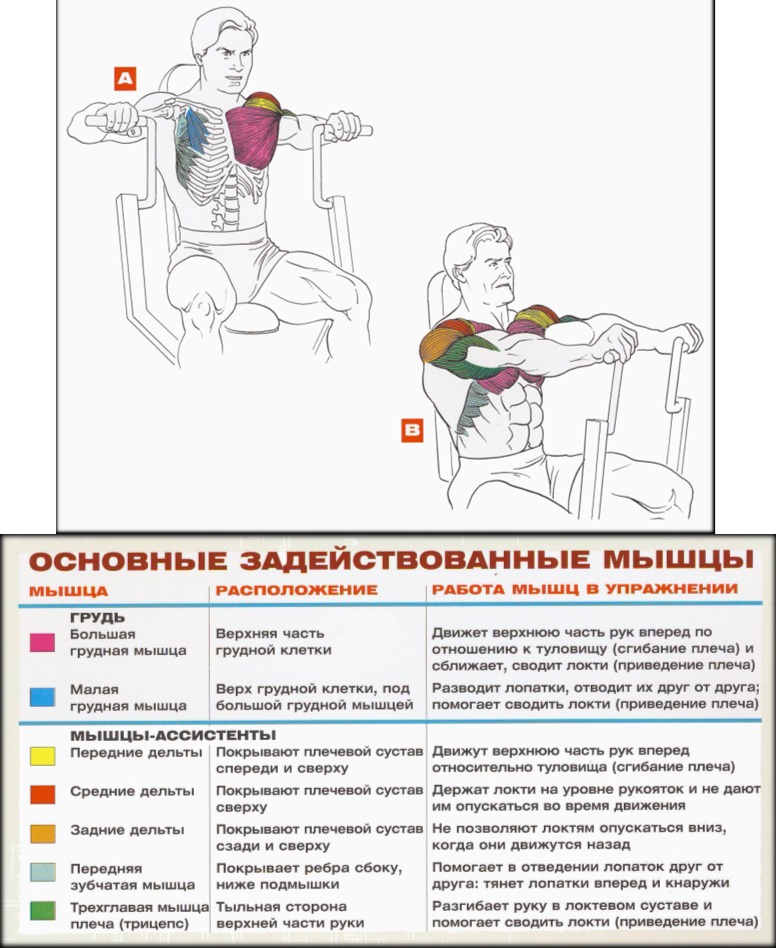 A
B
ОСНОВНЫЕ ЗАДЕЙСТВОВАННЫЕ МЫШЦЫ
МЫШЦА РАСПОЛОЖЕНИЕ РАБОТА МЫШЦ В УПРАЖНЕНИИ
ГРУДЬ
Большая Верхняя часть Движет верхнюю часть рук вперед по
грудная мышца грудной клетки отношению к туловищу (сгибание плеча) и
сближает, сводит локти (приведение плеча)
Малая Верх грудной клетки, под Разводит лопатки, отводит их друг от друга;
грудная мышца большой грудной мышцей помогает сводить локти (приведение плеча)
МЫШЦЫ-АССИСТЕНТЫ
Передние дельты Покрывают плечевой сустав Движут верхнюю часть рук вперед
спереди и сверху относительно туловища (сгибание плеча)
Средние дельты Покрывают плечевой сустав Держат локти на уровне рукояток и не дают
сверху им опускаться во время движения
Задние дельты Покрывают плечевой сустав Не позволяют локтям опускаться вниз,
сзади и сверху когда они движутся назад
Передняя Покрывает ребра сбоку, Помогает в отведении лопаток друг от
зубчатая мышца ниже подмышки друга: тянет лопатки вперед и кнаружи
Трехглавая мышца Тыльная сторона Разгибает руку в локтевом суставе и
плеча (трицепс) верхней части руки помогает сводить локти (приведение плеча)